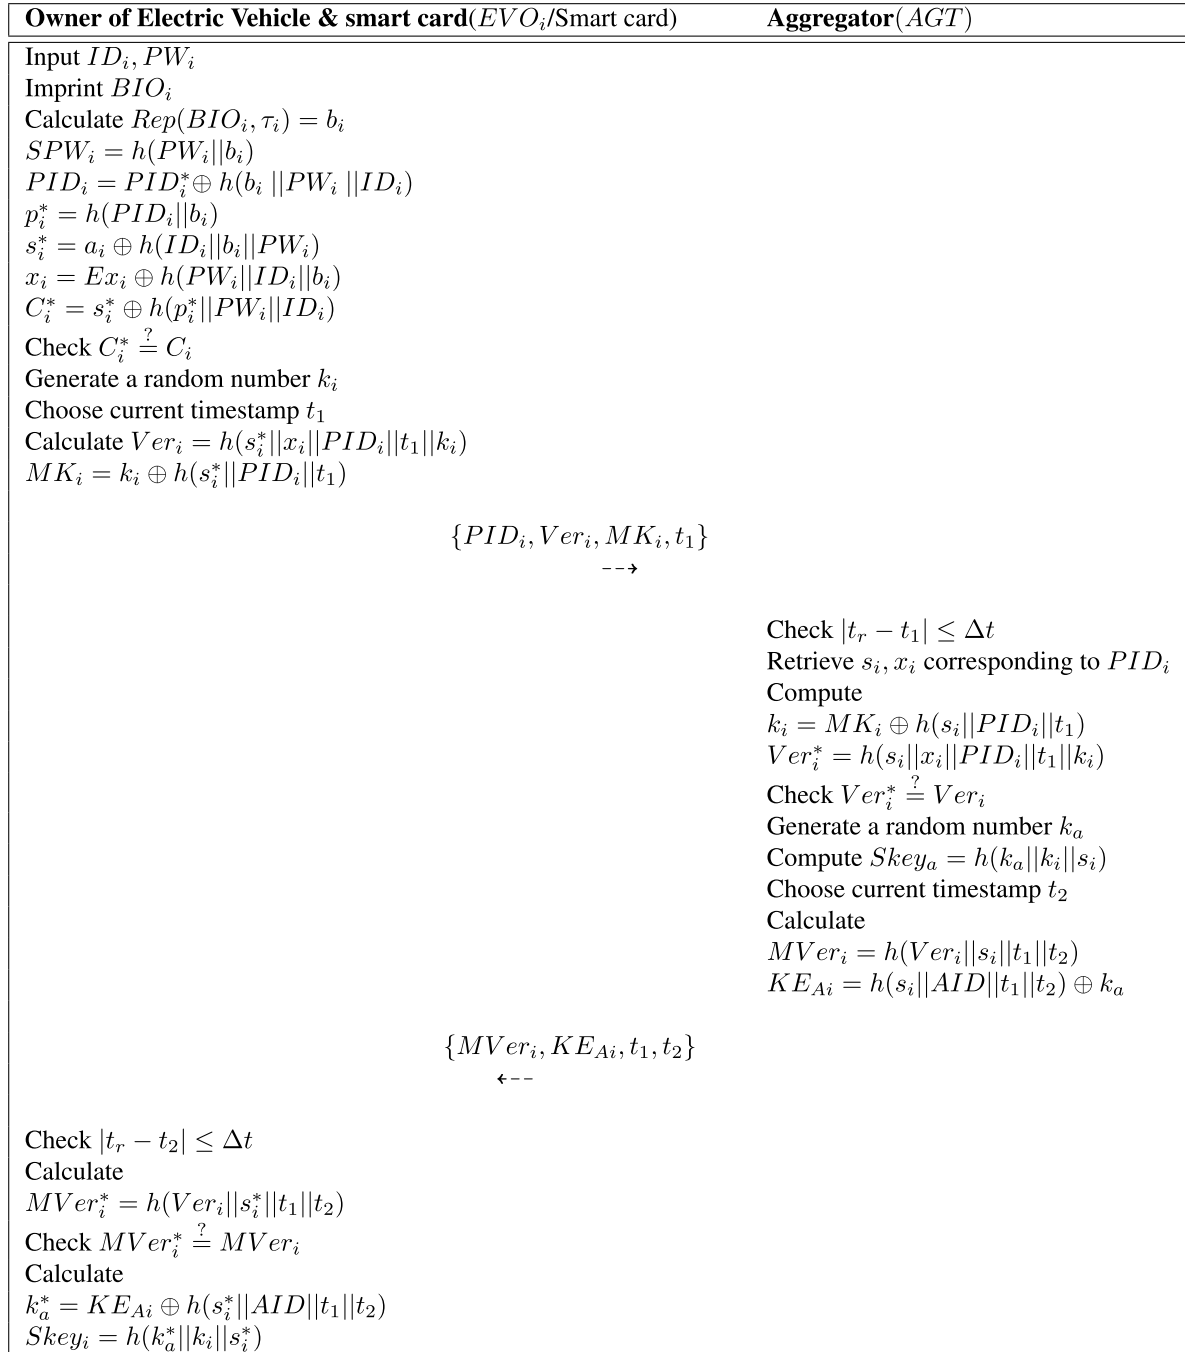 Owner of Electric Vehicle & smart card(EVO_i/Smart card) Aggregator(AGT)
Input ID_i, PW_i
Imprint BIO_i
Calculate Rep(BIO_i, τ_i) = b_i
SPW_i = h(PW_i||b_i)
PID_i = PID_i^* ⊕ h(b_i ||PW_i ||ID_i)
p_i^* = h(PID_i||b_i)
s_i^* = a_i ⊕ h(ID_i||b_i||PW_i)
x_i = Ex_i ⊕ h(PW_i||ID_i||b_i)
C_i^* = s_i^* ⊕ h(p_i^*||PW_i||ID_i)
Check C_i^* ≟ C_i
Generate a random number k_i
Choose current timestamp t_1
Calculate Ver_i = h(s_i^*||x_i||PID_i||t_1||k_i)
MK_i = k_i ⊕ h(s_i^*||PID_i||t_1)
{PID_i, Ver_i, MK_i, t_1}
⇢
Check |t_r − t_1| ≤ Δt
Retrieve s_i, x_i corresponding to PID_i
Compute
k_i = MK_i ⊕ h(s_i||PID_i||t_1)
Ver_i^* = h(s_i||x_i||PID_i||t_1||k_i)
Check Ver_i^* ≟ Ver_i
Generate a random number k_a
Compute Skey_a = h(k_a||k_i||s_i)
Choose current timestamp t_2
Calculate
MVer_i = h(Ver_i||s_i||t_1||t_2)
KE_{Ai} = h(s_i||AID||t_1||t_2) ⊕ k_a
{MVer_i, KE_{Ai}, t_1, t_2}
⇠
Check |t_r − t_2| ≤ Δt
Calculate
MVer_i^* = h(Ver_i||s_i^*||t_1||t_2)
Check MVer_i^* ≟ MVer_i
Calculate
k_a^* = KE_{Ai} ⊕ h(s_i^*||AID||t_1||t_2)
Skey_i = h(k_a^*||k_i||s_i^*)